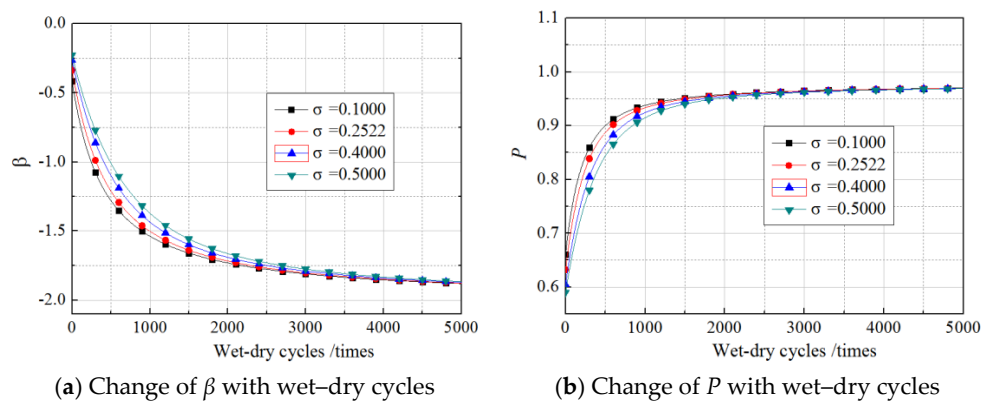 0.0
-0.5
-1.0
-1.5
-2.0
β
σ =0.1000
σ =0.2522
σ =0.4000
σ =0.5000
0 1000 2000 3000 4000 5000
Wet-dry cycles /times
(a) Change of β with wet–dry cycles
1.1
1.0
0.9
0.8
0.7
0.6
P
σ =0.1000
σ =0.2522
σ =0.4000
σ =0.5000
0 1000 2000 3000 4000 5000
Wet-dry cycles /times
(b) Change of P with wet–dry cycles